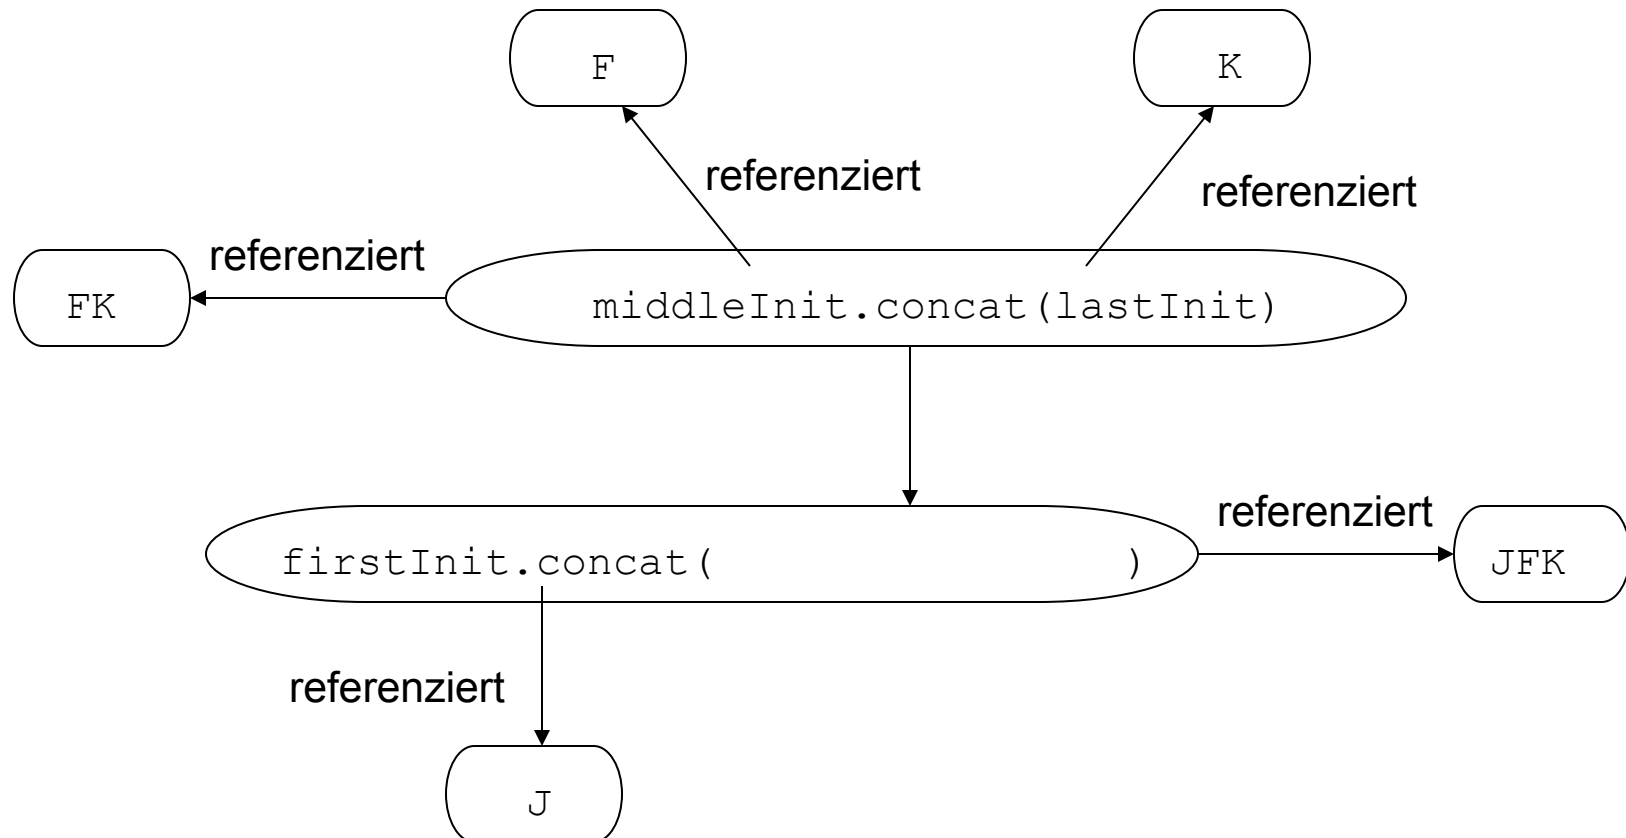 F
K
referenziert
referenziert
referenziert
FK
middleInit.concat(lastInit)
referenziert
firstInit.concat( )
JFK
referenziert
J